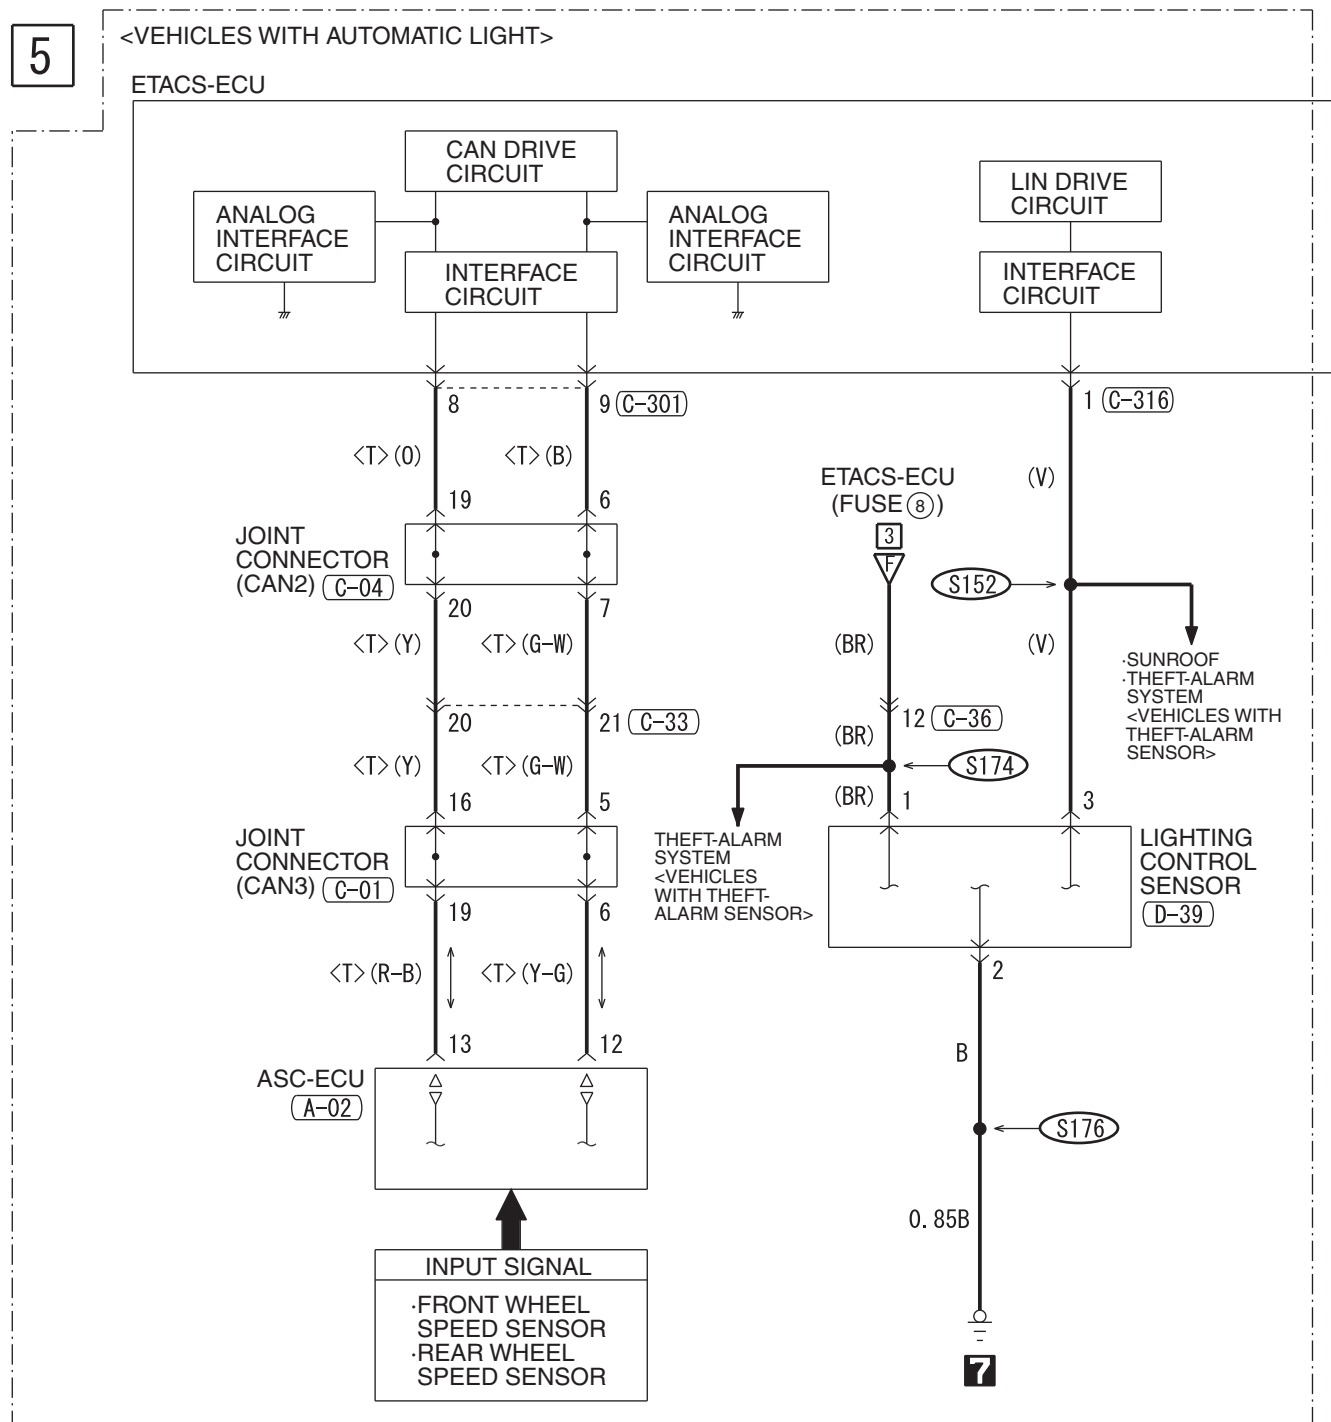 5
<VEHICLES WITH AUTOMATIC LIGHT>
ETACS-ECU
CAN DRIVE
CIRCUIT
ANALOG
INTERFACE
CIRCUIT
INTERFACE
CIRCUIT
ANALOG
INTERFACE
CIRCUIT
LIN DRIVE
CIRCUIT
INTERFACE
CIRCUIT
8
9 C-301
1 C-316
<T>(O)
<T>(B)
(V)
ETACS-ECU
(FUSE 8)
3
F
19
6
JOINT
CONNECTOR
(CAN2) C-04
S152
20
7
<T>(Y)
<T>(G-W)
(BR)
(V)
·SUNROOF
·THEFT-ALARM
SYSTEM
<VEHICLES WITH
THEFT-ALARM
SENSOR>
20
21 C-33
12 C-36
(BR)
<T>(Y)
<T>(G-W)
S174
16
5
(BR)
1
3
JOINT
CONNECTOR
(CAN3) C-01
THEFT-ALARM
SYSTEM
<VEHICLES
WITH THEFT-
ALARM SENSOR>
LIGHTING
CONTROL
SENSOR
D-39
19
6
<T>(R-B)
<T>(Y-G)
2
13
12
B
ASC-ECU
A-02
S176
0.85B
INPUT SIGNAL
·FRONT WHEEL
SPEED SENSOR
·REAR WHEEL
SPEED SENSOR
7